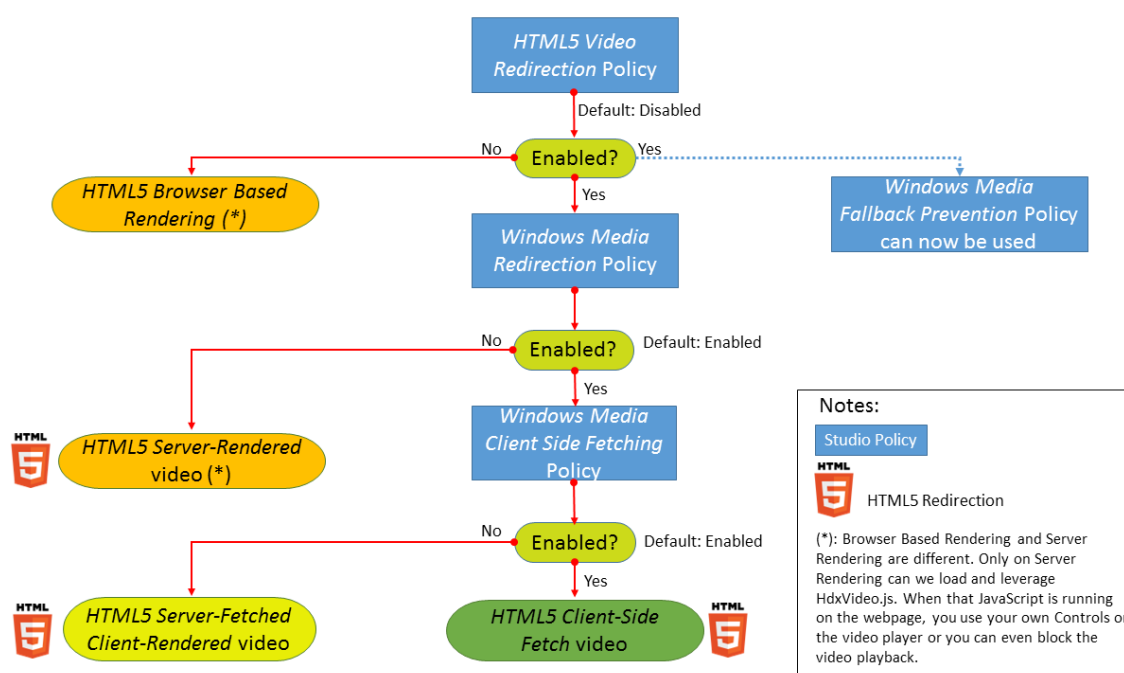 HTML5 Video
Redirection Policy
Default: Disabled
No
Enabled?
Yes
Yes
HTML5 Browser Based
Rendering (*)
Windows Media
Fallback Prevention Policy
can now be used
Windows Media
Redirection Policy
No
Enabled?
Default: Enabled
Yes
HTML
5
HTML5 Server-Rendered
video (*)
Windows Media
Client Side Fetching
Policy
No
Enabled?
Default: Enabled
Yes
HTML
5
HTML5 Server-Fetched
Client-Rendered video
HTML5 Client-Side
Fetch video
HTML
5
Notes:
Studio Policy
HTML
5
HTML5 Redirection
(*): Browser Based Rendering and Server
Rendering are different. Only on Server
Rendering can we load and leverage
HdxVideo.js. When that JavaScript is running
on the webpage, you use your own Controls on
the video player or you can even block the
video playback.